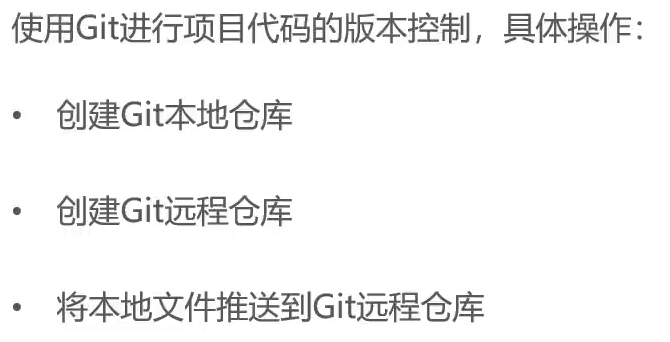 使用Git进行项目代码的版本控制，具体操作：
• 创建Git本地仓库
• 创建Git远程仓库
• 将本地文件推送到Git远程仓库